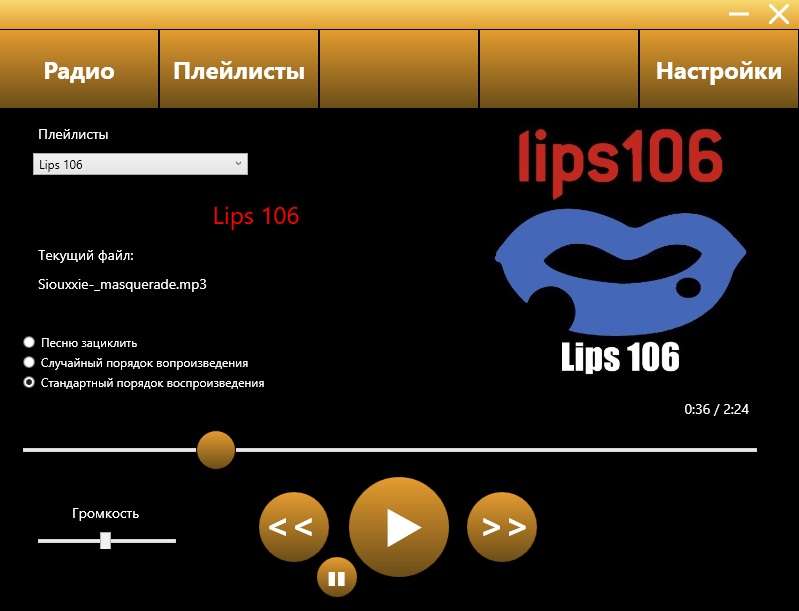 Радио
Плейлисты
Настройки
Плейлисты
Lips 106
Lips 106
Текущий файл:
Siouxxie-_masquerade.mp3
Песню зациклить
Случайный порядок вопроизведения
Стандартный порядок воспроизведения
lips106
Lips 106
0:36 / 2:24
Громкость
<<
>>